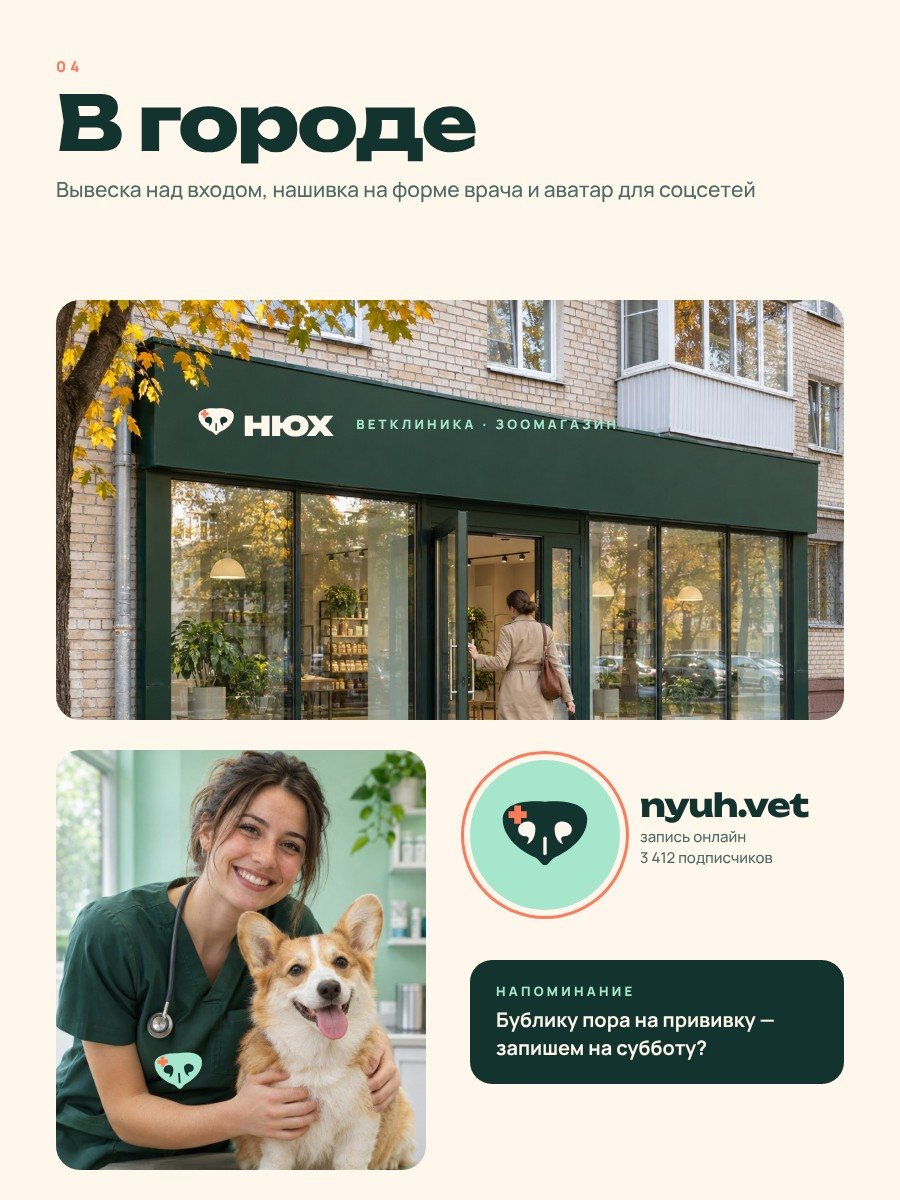 04
В городе
Вывеска над входом, нашивка на форме врача и аватар для соцсетей
НЮХ ВЕТКЛИНИКА · ЗООМАГАЗИН
nyuh.vet
запись онлайн
3 412 подписчиков
НАПОМИНАНИЕ
Бублику пора на прививку —
запишем на субботу?